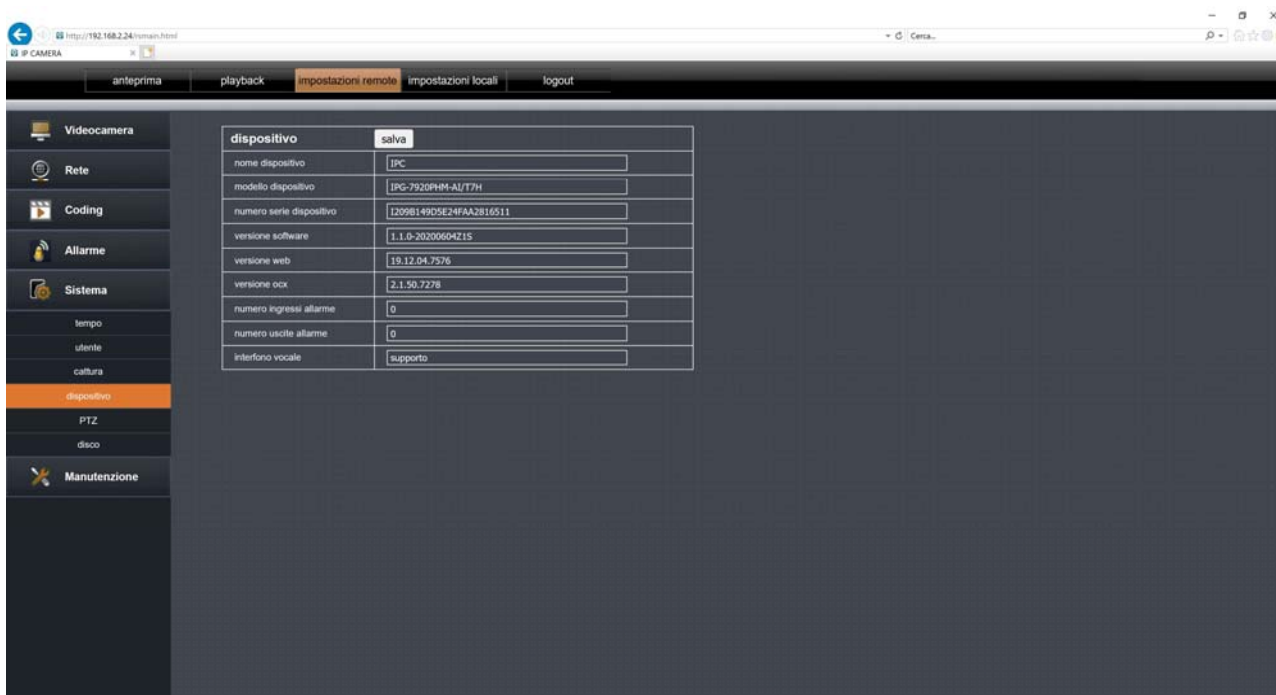 http://192.168.2.24/rsmain.html
Cerca...
IP CAMERA
anteprima playback impostazioni remote impostazioni locali logout
Videocamera
Rete
Coding
Allarme
Sistema
tempo
utente
cattura
dispositivo
PTZ
disco
Manutenzione
dispositivo salva
nome dispositivo IPC
modello dispositivo IPG-7920PHM-AI/T7H
numero serie dispositivo I209B149D5E24FAA2816511
versione software 1.1.0-20200604Z1S
versione web 19.12.04.7576
versione ocx 2.1.50.7278
numero ingressi allarme 0
numero uscite allarme 0
interfono vocale supporto